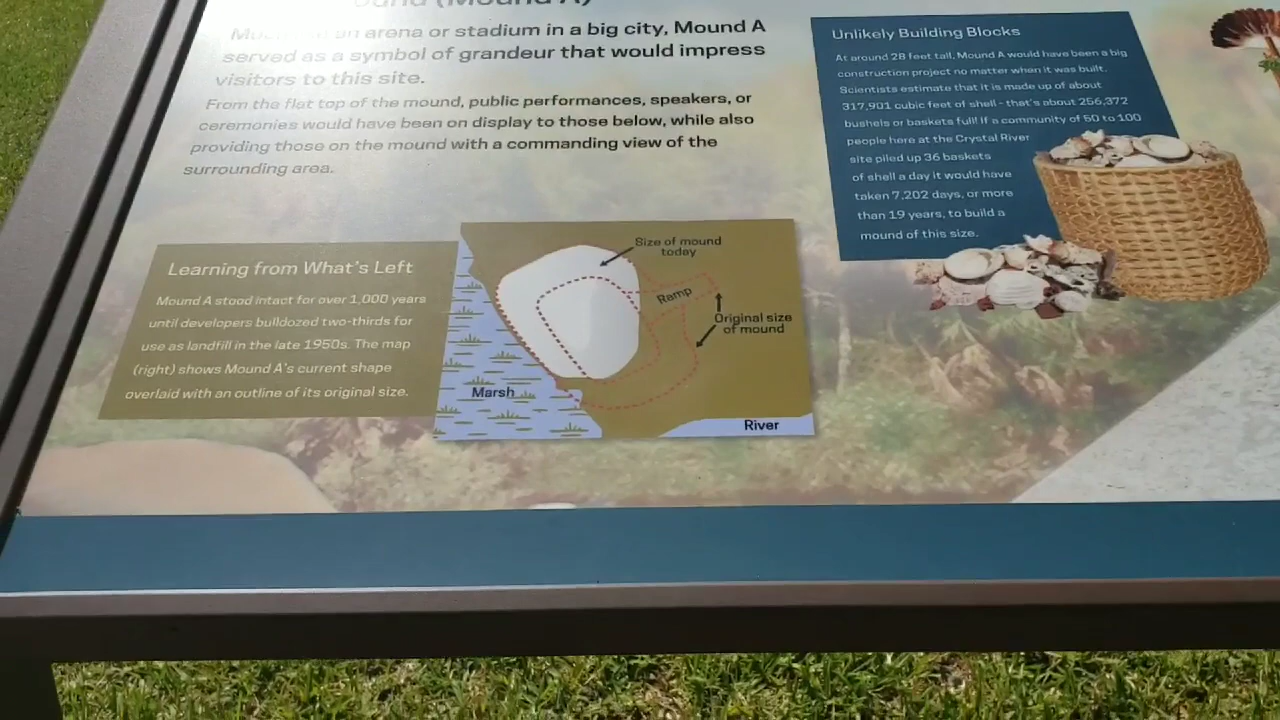 (Mound A)
an arena or stadium in a big city, Mound A
served as a symbol of grandeur that would impress
visitors to this site.
From the flat top of the mound, public performances, speakers, or
ceremonies would have been on display to those below, while also
providing those on the mound with a commanding view of the
surrounding area.
Learning from What's Left
Mound A stood intact for over 1,000 years
until developers bulldozed two-thirds for
use as landfill in the late 1950s. The map
(right) shows Mound A's current shape
overlaid with an outline of its original size.
Size of mound
today
Ramp
Original size
of mound
Marsh
River
Unlikely Building Blocks
At around 28 feet tall, Mound A would have been a big
construction project no matter when it was built.
Scientists estimate that it is made up of about
317,901 cubic feet of shell - that's about 256,372
bushels or baskets full! If a community of 50 to 100
people here at the Crystal River
site piled up 36 baskets
of shell a day it would have
taken 7,202 days, or more
than 19 years, to build a
mound of this size.